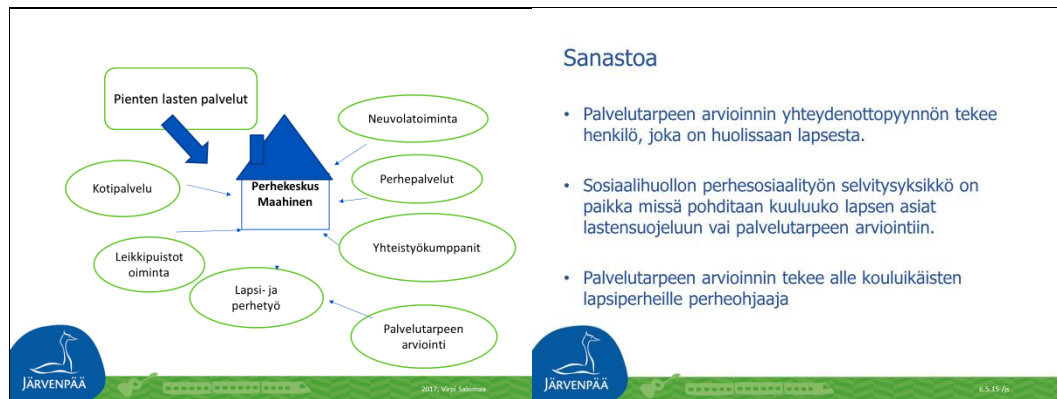 Pienten lasten palvelut
Neuvolatoiminta
Kotipalvelu
Perhekeskus
Maahinen
Perhepalvelut
Leikkipuistot
oiminta
Yhteistyökumppanit
Lapsi- ja
perhetyö
Palvelutarpeen
arviointi
JÄRVENPÄÄ
2017, Virpi Salomaa
Sanastoa
• Palvelutarpeen arvioinnin yhteydenottopyynnön tekee
henkilö, joka on huolissaan lapsesta.
• Sosiaalihuollon perhesosiaalityön selvitysyksikkö on
paikka missä pohditaan kuuluuko lapsen asiat
lastensuojeluun vai palvelutarpeen arviointiin.
• Palvelutarpeen arvioinnin tekee alle kouluikäisten
lapsiperheille perheohjaaja
JÄRVENPÄÄ
6.5.15 /js